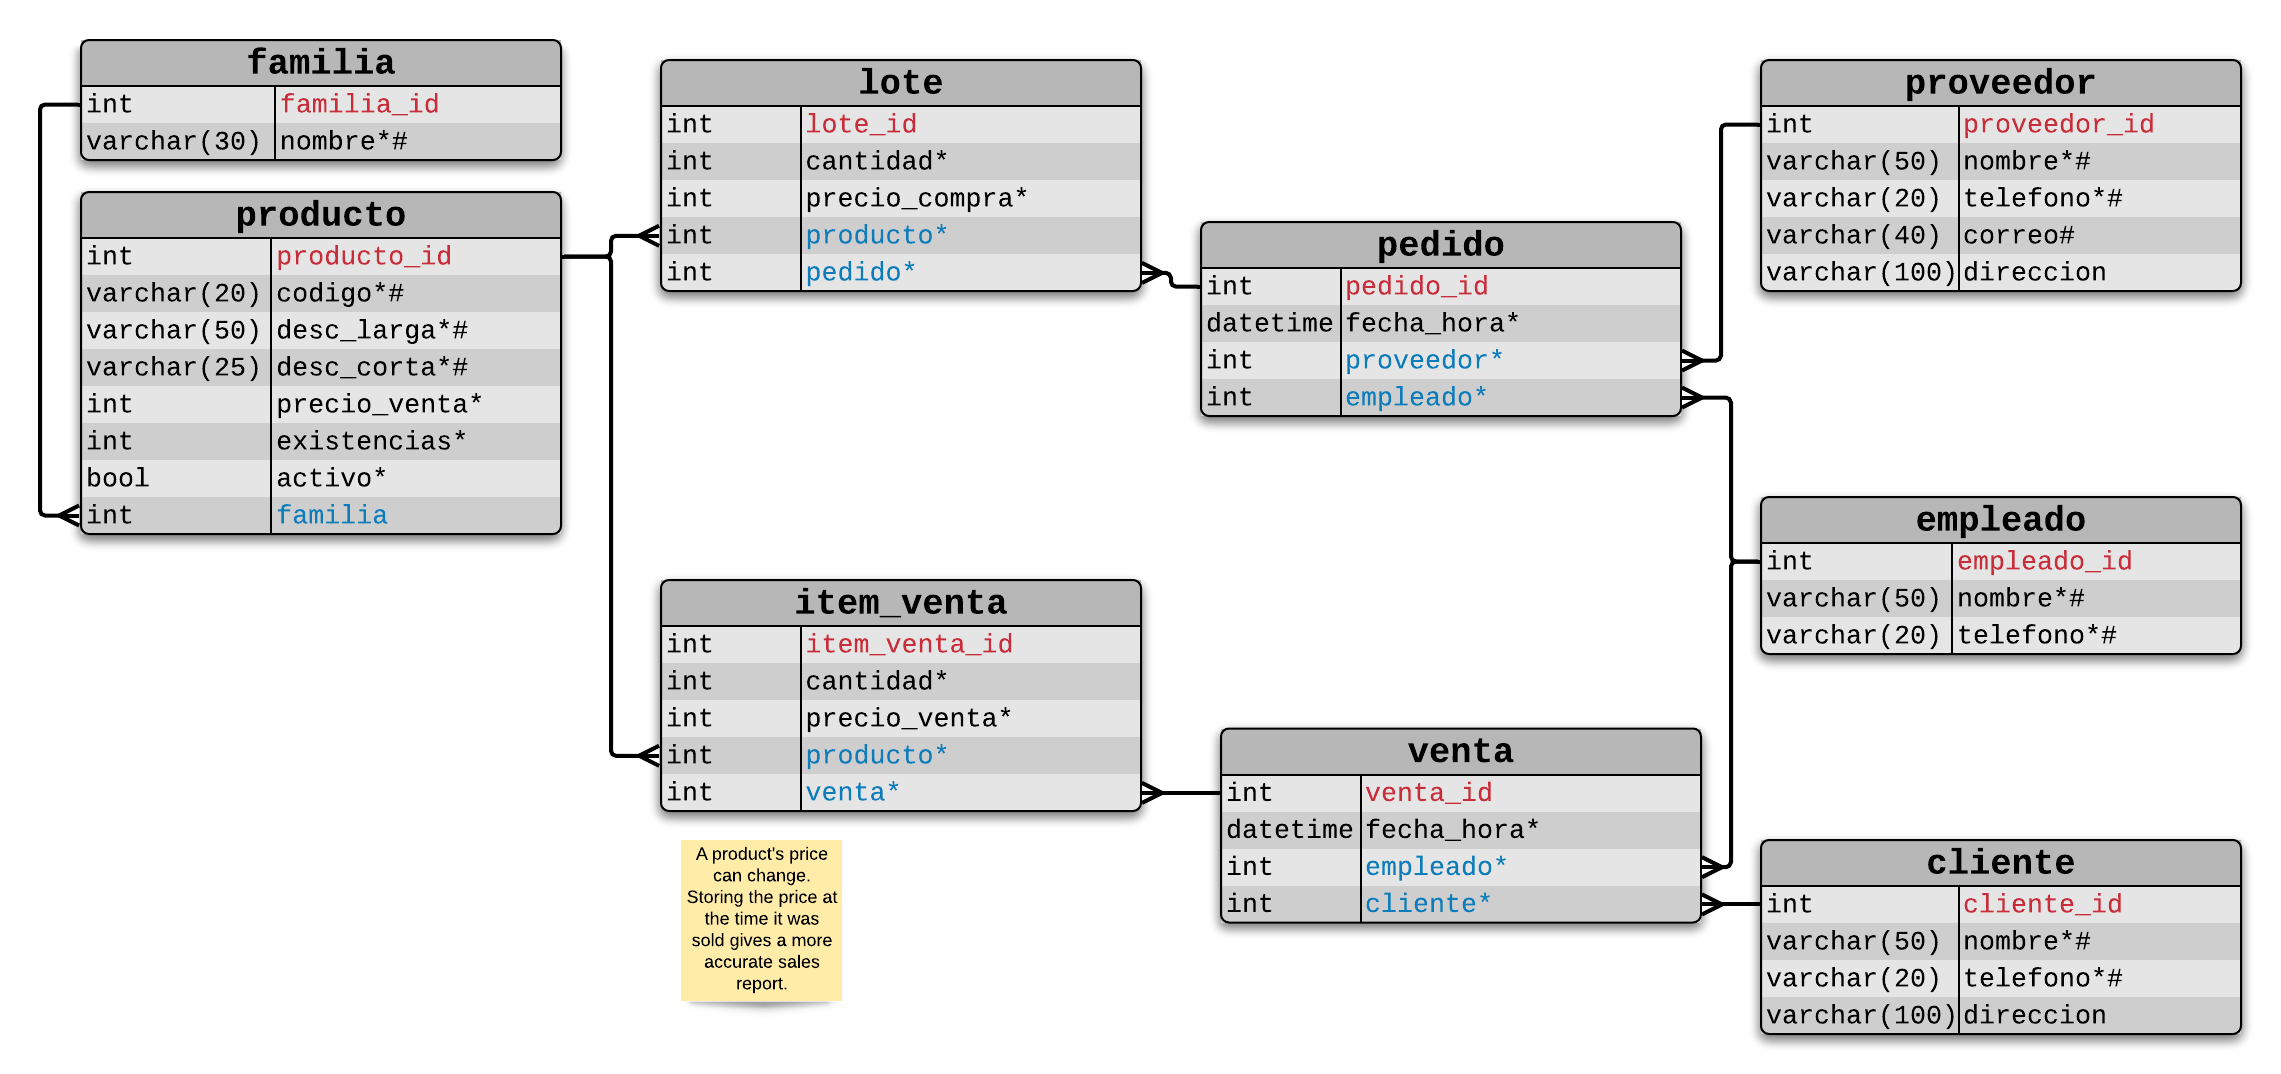 familia
int familia_id
varchar(30) nombre*#
producto
int producto_id
varchar(20) codigo*#
varchar(50) desc_larga*#
varchar(25) desc_corta*#
int precio_venta*
int existencias*
bool activo*
int familia
lote
int lote_id
int cantidad*
int precio_compra*
int producto*
int pedido*
item_venta
int item_venta_id
int cantidad*
int precio_venta*
int producto*
int venta*
A product's price
can change.
Storing the price at
the time it was
sold gives a more
accurate sales
report.
pedido
int pedido_id
datetime fecha_hora*
int proveedor*
int empleado*
venta
int venta_id
datetime fecha_hora*
int empleado*
int cliente*
proveedor
int proveedor_id
varchar(50) nombre*#
varchar(20) telefono*#
varchar(40) correo#
varchar(100) direccion
empleado
int empleado_id
varchar(50) nombre*#
varchar(20) telefono*#
cliente
int cliente_id
varchar(50) nombre*#
varchar(20) telefono*#
varchar(100) direccion